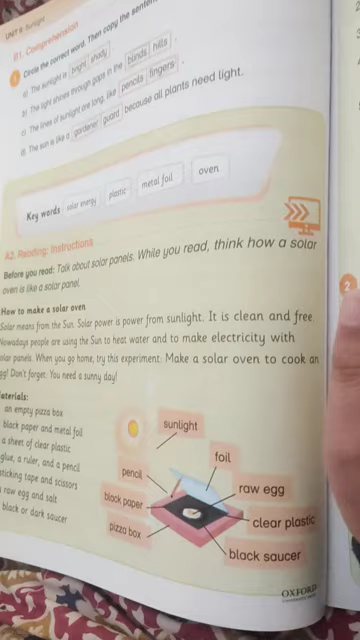 UNIT 8 Sunlight
B1. Comprehension
1 Circle the correct word. Then copy the sentence
a) The sunlight is bright shady .
b) The light shines through gaps in the blinds hills .
c) The lines of sunlight are long, like pencils fingers .
d) The sun is like a gardener guard because all plants need light.
Key words solar energy plastic metal foil oven
A2. Reading: Instructions
Before you read: Talk about solar panels. While you read, think how a solar
oven is like a solar panel.
How to make a solar oven
Solar means from the Sun. Solar power is power from sunlight. It is clean and free.
Nowadays people are using the Sun to heat water and to make electricity with
solar panels. When you go home, try this experiment: Make a solar oven to cook an
egg! Don't forget: You need a sunny day!
Materials:
an empty pizza box
black paper and metal foil
a sheet of clear plastic
glue, a ruler, and a pencil
sticking tape and scissors
raw egg and salt
black or dark saucer
sunlight
foil
pencil
raw egg
black paper
clear plastic
pizza box
black saucer
OXFORD
2